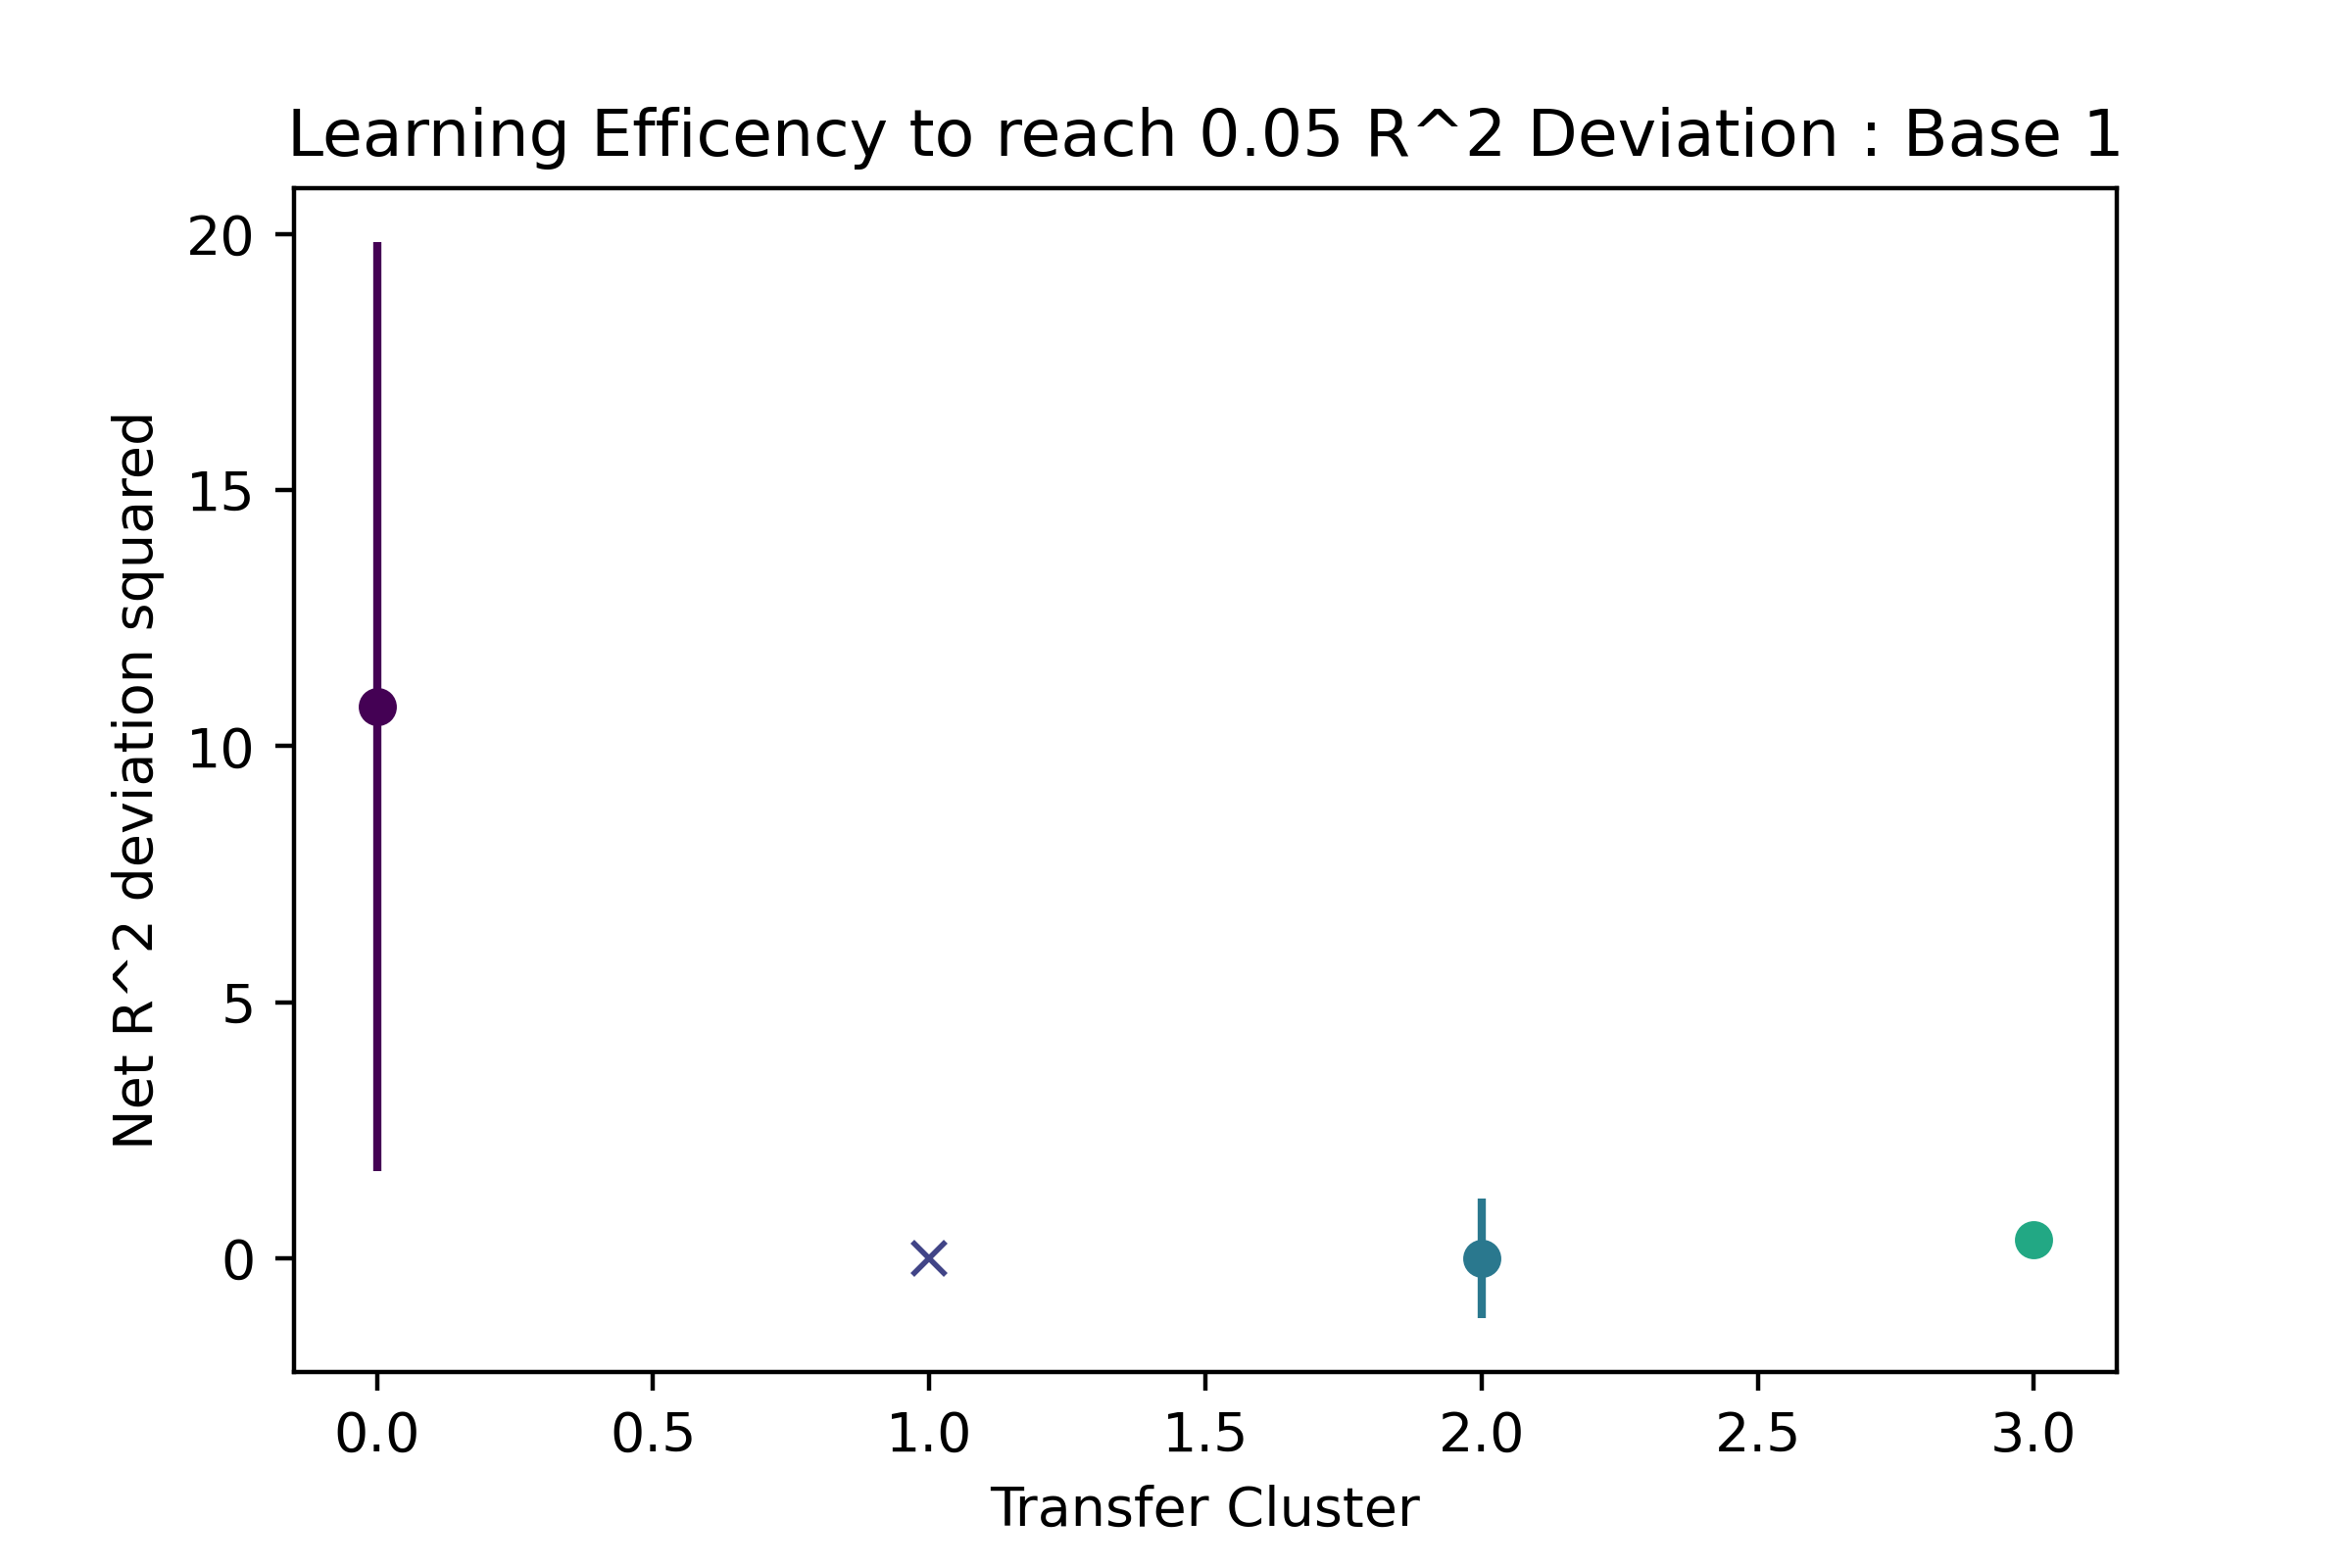 Learning Efficency to reach 0.05 R^2 Deviation : Base 1
Net R^2 deviation squared
20
15
10
5
0
0.0 0.5 1.0 1.5 2.0 2.5 3.0
Transfer Cluster